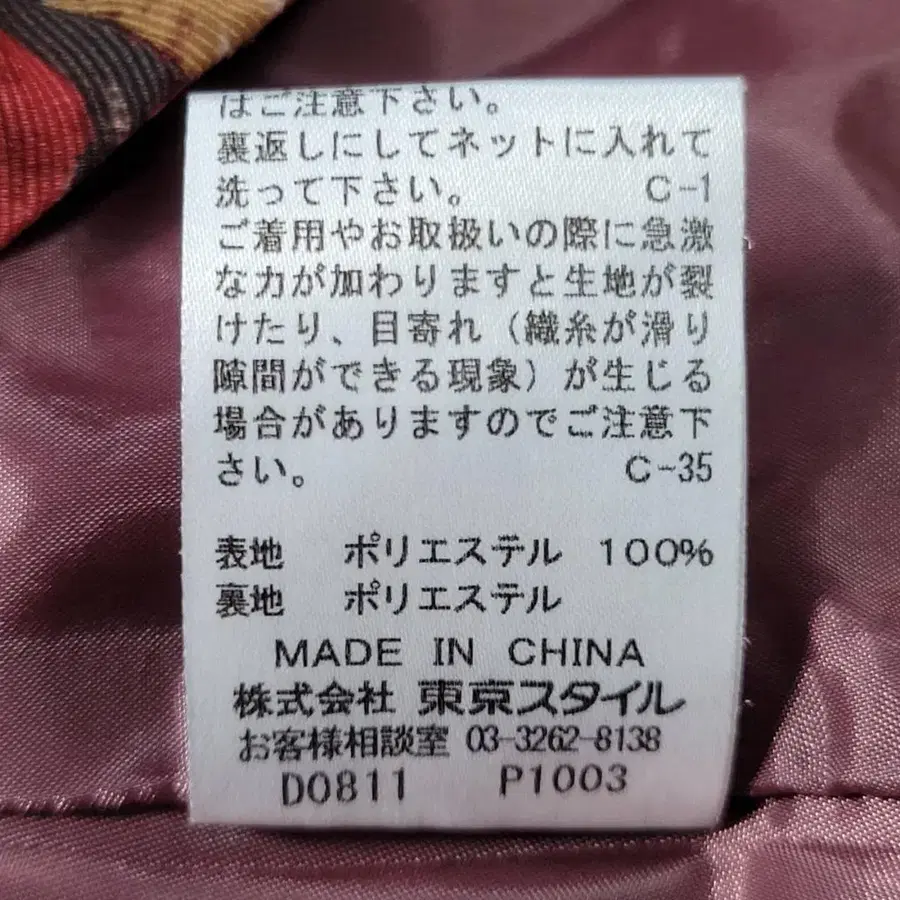 はご注意下さい。
裏返しにしてネットに入れて
洗って下さい。 C-1
ご着用やお取扱いの際に急激
な力が加わりますと生地が裂
けたり、目寄れ（織糸が滑り
隙間ができる現象）が生じる
場合がありますのでご注意下
さい。 C-35
表地 ポリエステル 100%
裏地 ポリエステル
MADE IN CHINA
株式会社 東京スタイル
お客様相談室 03-3262-8138
D0811 P1003